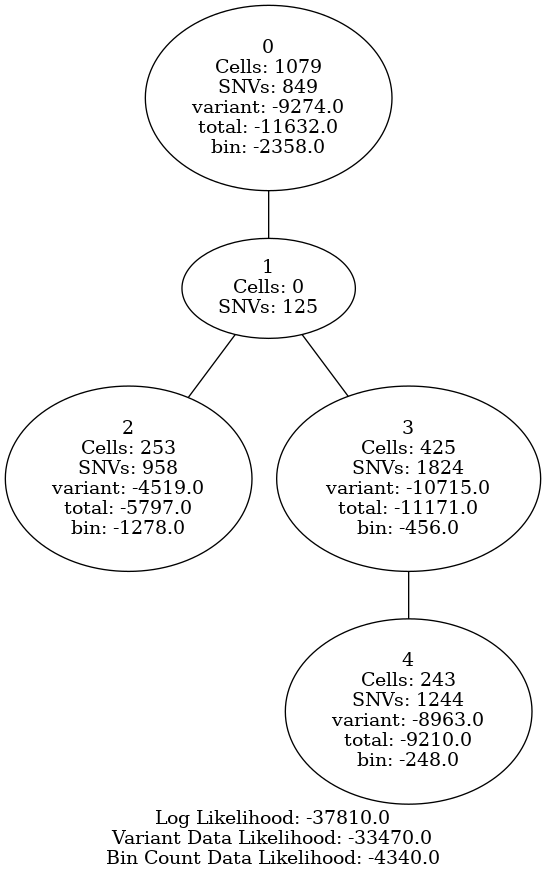 0
Cells: 1079
SNVs: 849
variant: -9274.0
total: -11632.0
bin: -2358.0
1
Cells: 0
SNVs: 125
2
Cells: 253
SNVs: 958
variant: -4519.0
total: -5797.0
bin: -1278.0
3
Cells: 425
SNVs: 1824
variant: -10715.0
total: -11171.0
bin: -456.0
4
Cells: 243
SNVs: 1244
variant: -8963.0
total: -9210.0
bin: -248.0
Log Likelihood: -37810.0
Variant Data Likelihood: -33470.0
Bin Count Data Likelihood: -4340.0